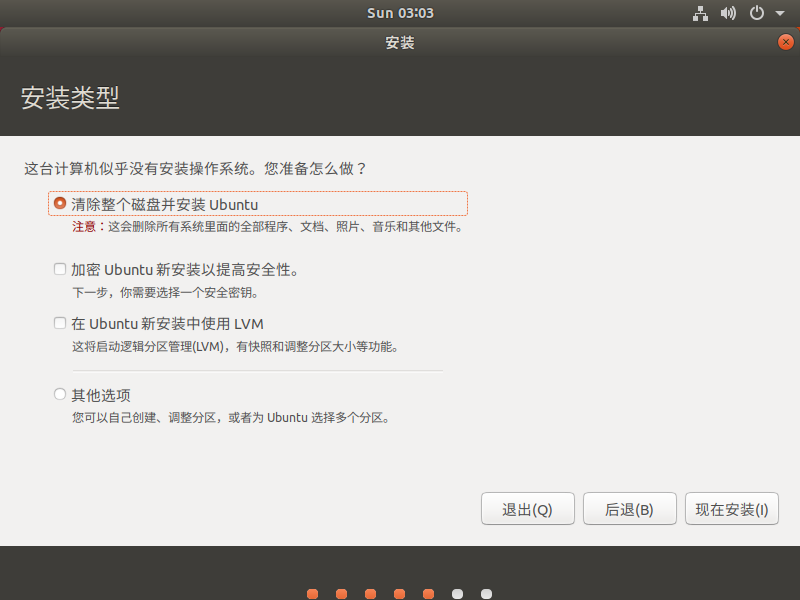 Sun 03:03
安装
安装类型
这台计算机似乎没有安装操作系统。您准备怎么做？
清除整个磁盘并安装 Ubuntu
注意：这会删除所有系统里面的全部程序、文档、照片、音乐和其他文件。
加密 Ubuntu 新安装以提高安全性。
下一步，你需要选择一个安全密钥。
在 Ubuntu 新安装中使用 LVM
这将启动逻辑分区管理(LVM)，有快照和调整分区大小等功能。
其他选项
您可以自己创建、调整分区，或者为 Ubuntu 选择多个分区。
退出(Q) 后退(B) 现在安装(I)